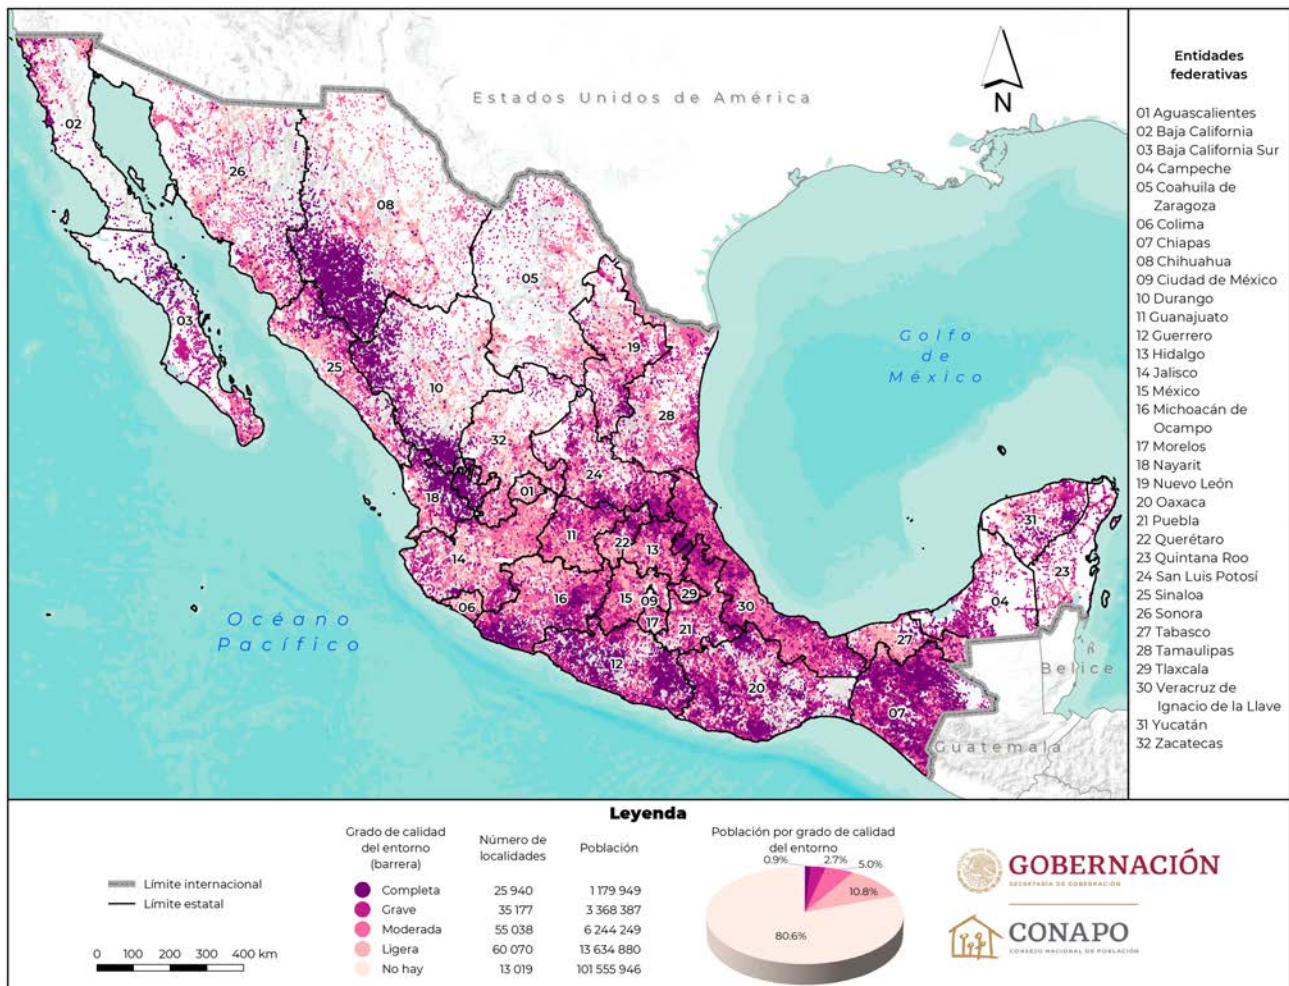 Estados Unidos de América
N
02
26
08
05
03
19
25
10
28
32
24
18
01
11
22
13
14
31
23
06
16
15
09
29
30
04
17
21
27
12
20
07
Golfo
de
México
Océano
Pacífico
Belice
Guatemala
Entidades
federativas
01 Aguascalientes
02 Baja California
03 Baja California Sur
04 Campeche
05 Coahuila de
Zaragoza
06 Colima
07 Chiapas
08 Chihuahua
09 Ciudad de México
10 Durango
11 Guanajuato
12 Guerrero
13 Hidalgo
14 Jalisco
15 México
16 Michoacán de
Ocampo
17 Morelos
18 Nayarit
19 Nuevo León
20 Oaxaca
21 Puebla
22 Querétaro
23 Quintana Roo
24 San Luis Potosí
25 Sinaloa
26 Sonora
27 Tabasco
28 Tamaulipas
29 Tlaxcala
30 Veracruz de
Ignacio de la Llave
31 Yucatán
32 Zacatecas
Leyenda
Límite internacional
Límite estatal
0 100 200 300 400 km
Grado de calidad
del entorno
(barrera)
Número de
localidades
Población
Completa 25 940 1 179 949
Grave 35 177 3 368 387
Moderada 55 038 6 244 249
Ligera 60 070 13 634 880
No hay 13 019 101 555 946
Población por grado de calidad
del entorno
0.9%
2.7%
5.0%
10.8%
80.6%
GOBERNACIÓN
SECRETARÍA DE GOBERNACIÓN
CONAPO
CONSEJO NACIONAL DE POBLACIÓN